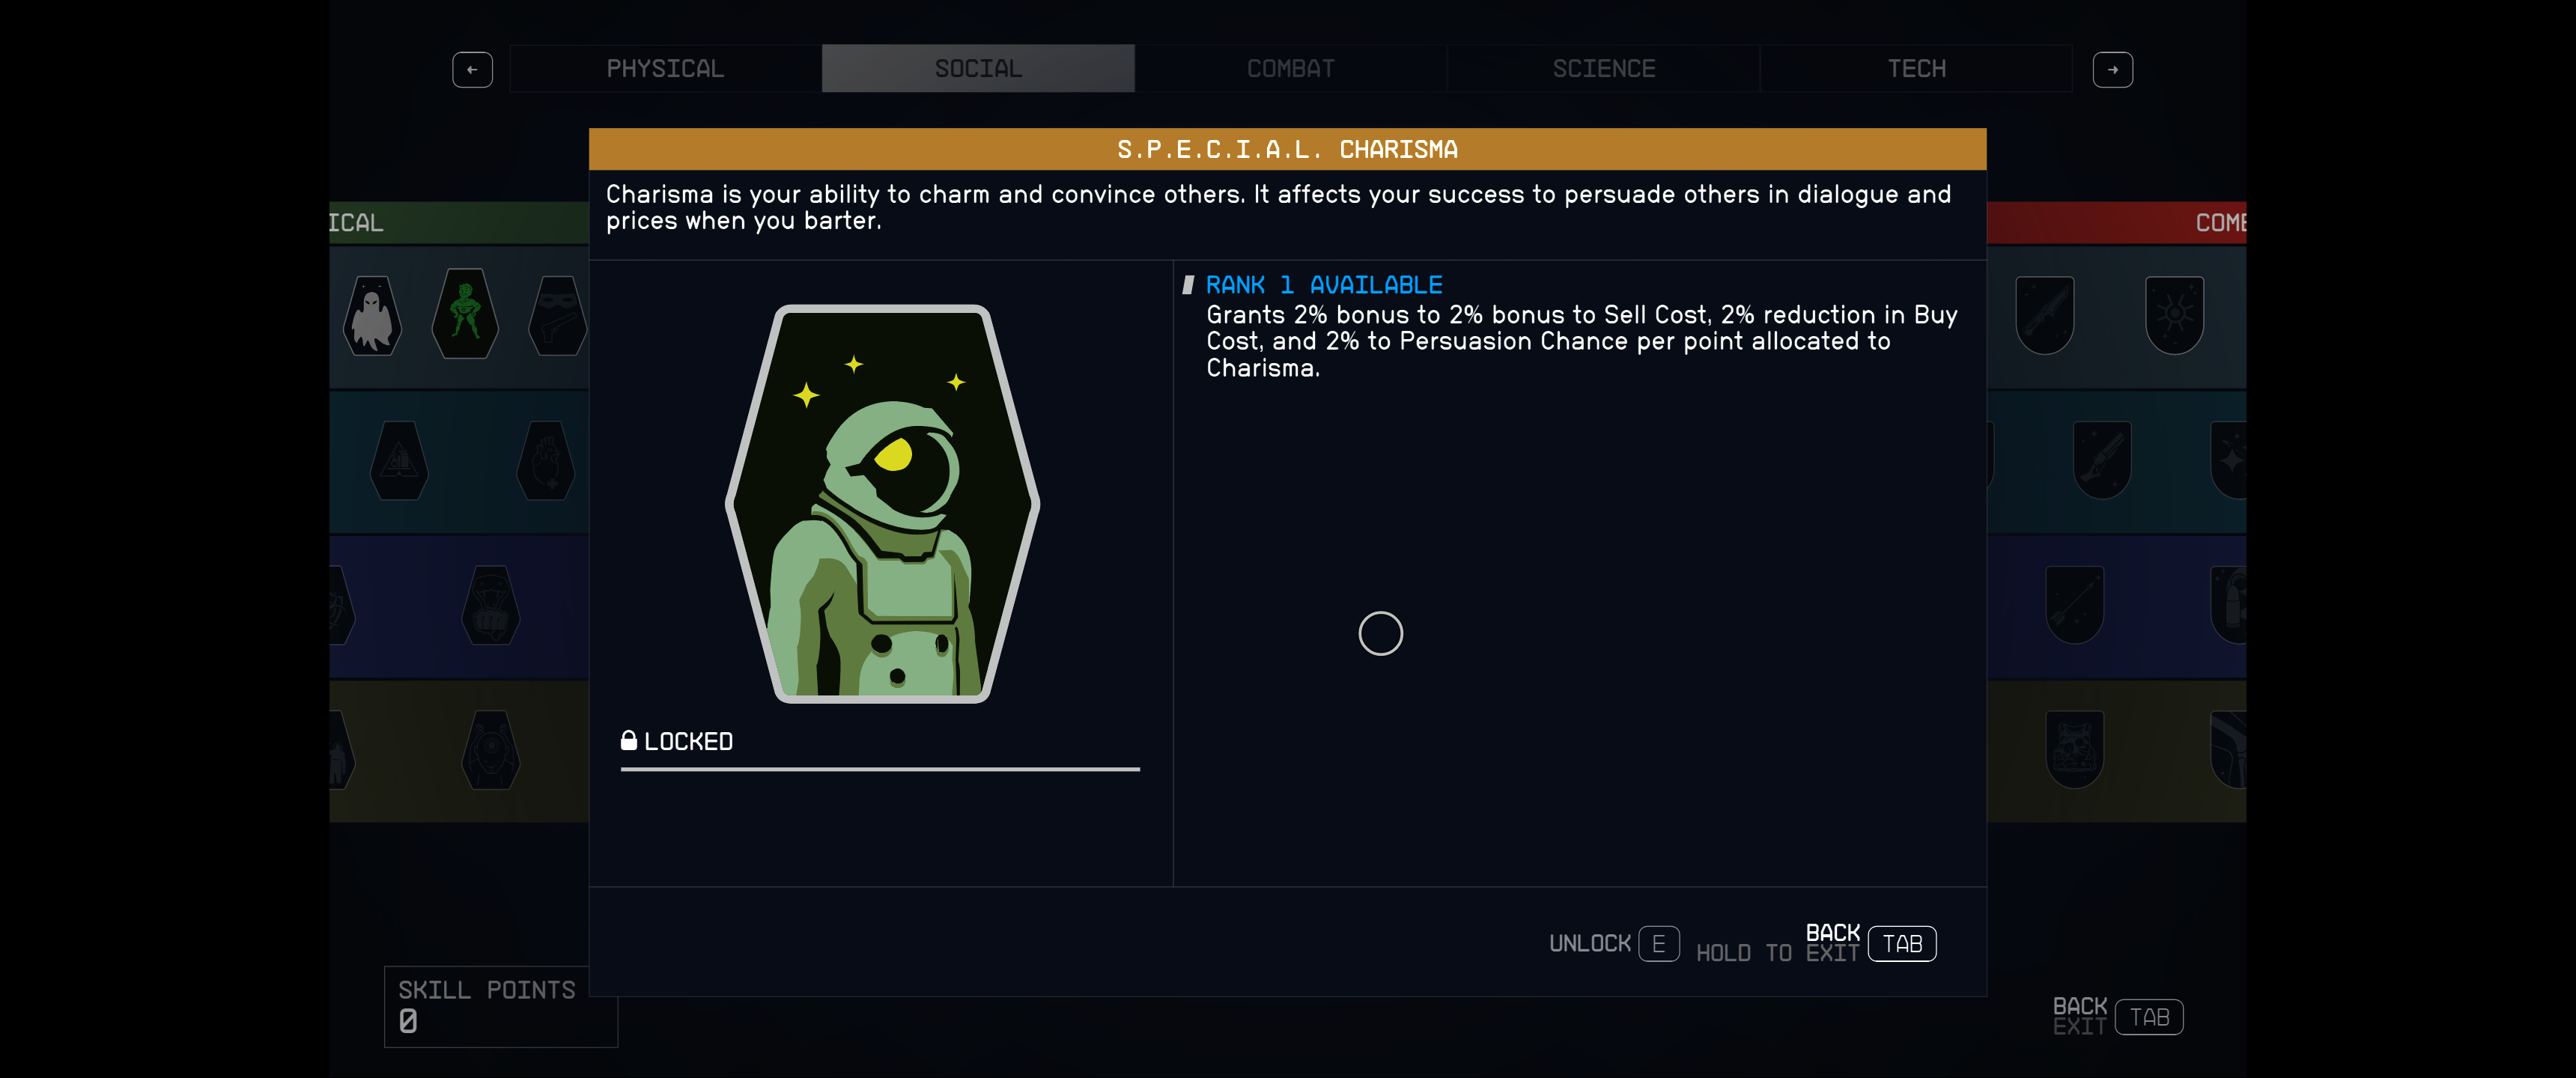 ←
PHYSICAL
SOCIAL
COMBAT
SCIENCE
TECH
→
S.P.E.C.I.A.L. CHARISMA
Charisma is your ability to charm and convince others. It affects your success to persuade others in dialogue and
prices when you barter.
ICAL
COMB
RANK 1 AVAILABLE
Grants 2% bonus to 2% bonus to Sell Cost, 2% reduction in Buy
Cost, and 2% to Persuasion Chance per point allocated to
Charisma.
LOCKED
UNLOCK E
HOLD TO
BACK
EXIT
TAB
SKILL POINTS
0
BACK
EXIT
TAB